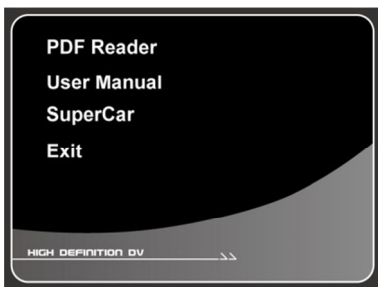 PDF Reader
User Manual
SuperCar
Exit
HIGH DEFINITION DV